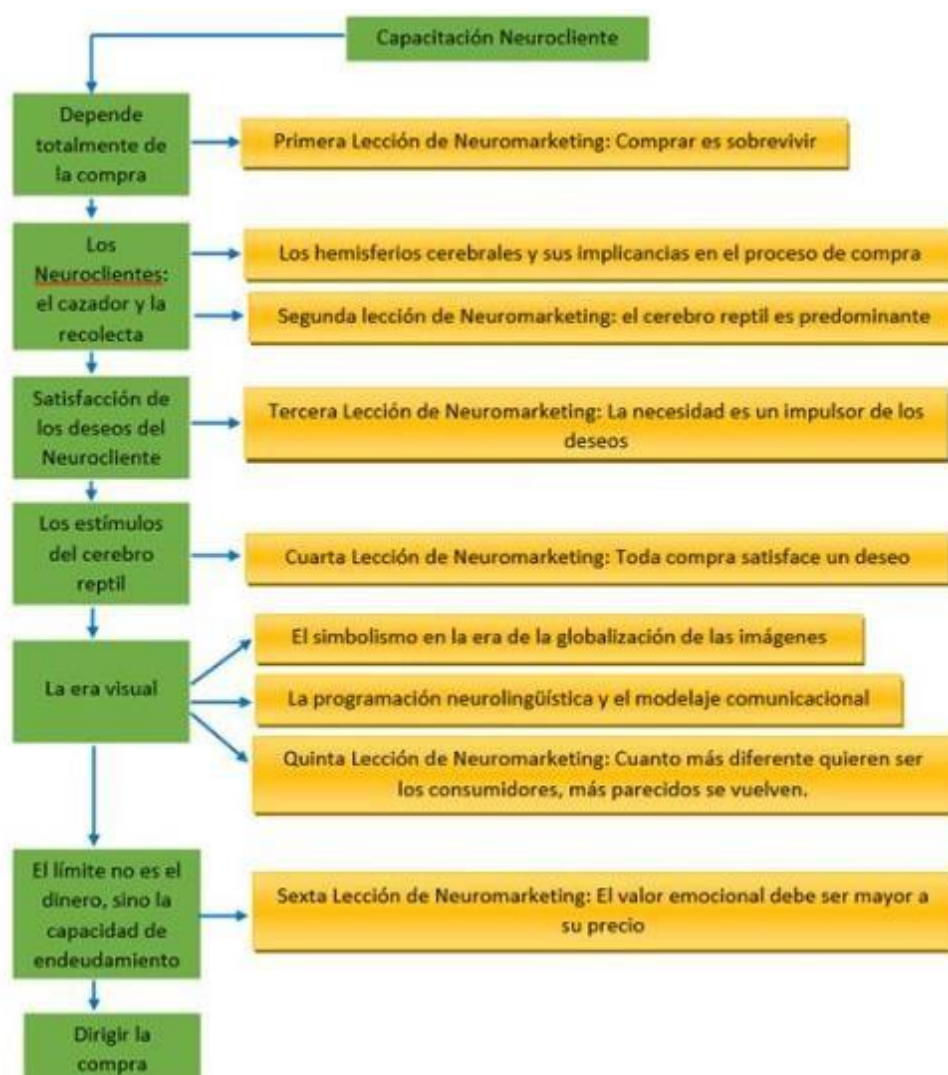 Capacitación Neurocliente
Depende
totalmente de
la compra
Primera Lección de Neuromarketing: Comprar es sobrevivir
Los
Neuroclientes:
el cazador y la
recolecta
Los hemisferios cerebrales y sus implicancias en el proceso de compra
Segunda lección de Neuromarketing: el cerebro reptil es predominante
Satisfacción de
los deseos del
Neurocliente
Tercera Lección de Neuromarketing: La necesidad es un impulsor de los
deseos
Los estímulos
del cerebro
reptil
Cuarta Lección de Neuromarketing: Toda compra satisface un deseo
La era visual
El simbolismo en la era de la globalización de las imágenes
La programación neurolingüística y el modelaje comunicacional
Quinta Lección de Neuromarketing: Cuanto más diferente quieren ser
los consumidores, más parecidos se vuelven.
El límite no es el
dinero, sino la
capacidad de
endeudamiento
Sexta Lección de Neuromarketing: El valor emocional debe ser mayor a
su precio
Dirigir la
compra